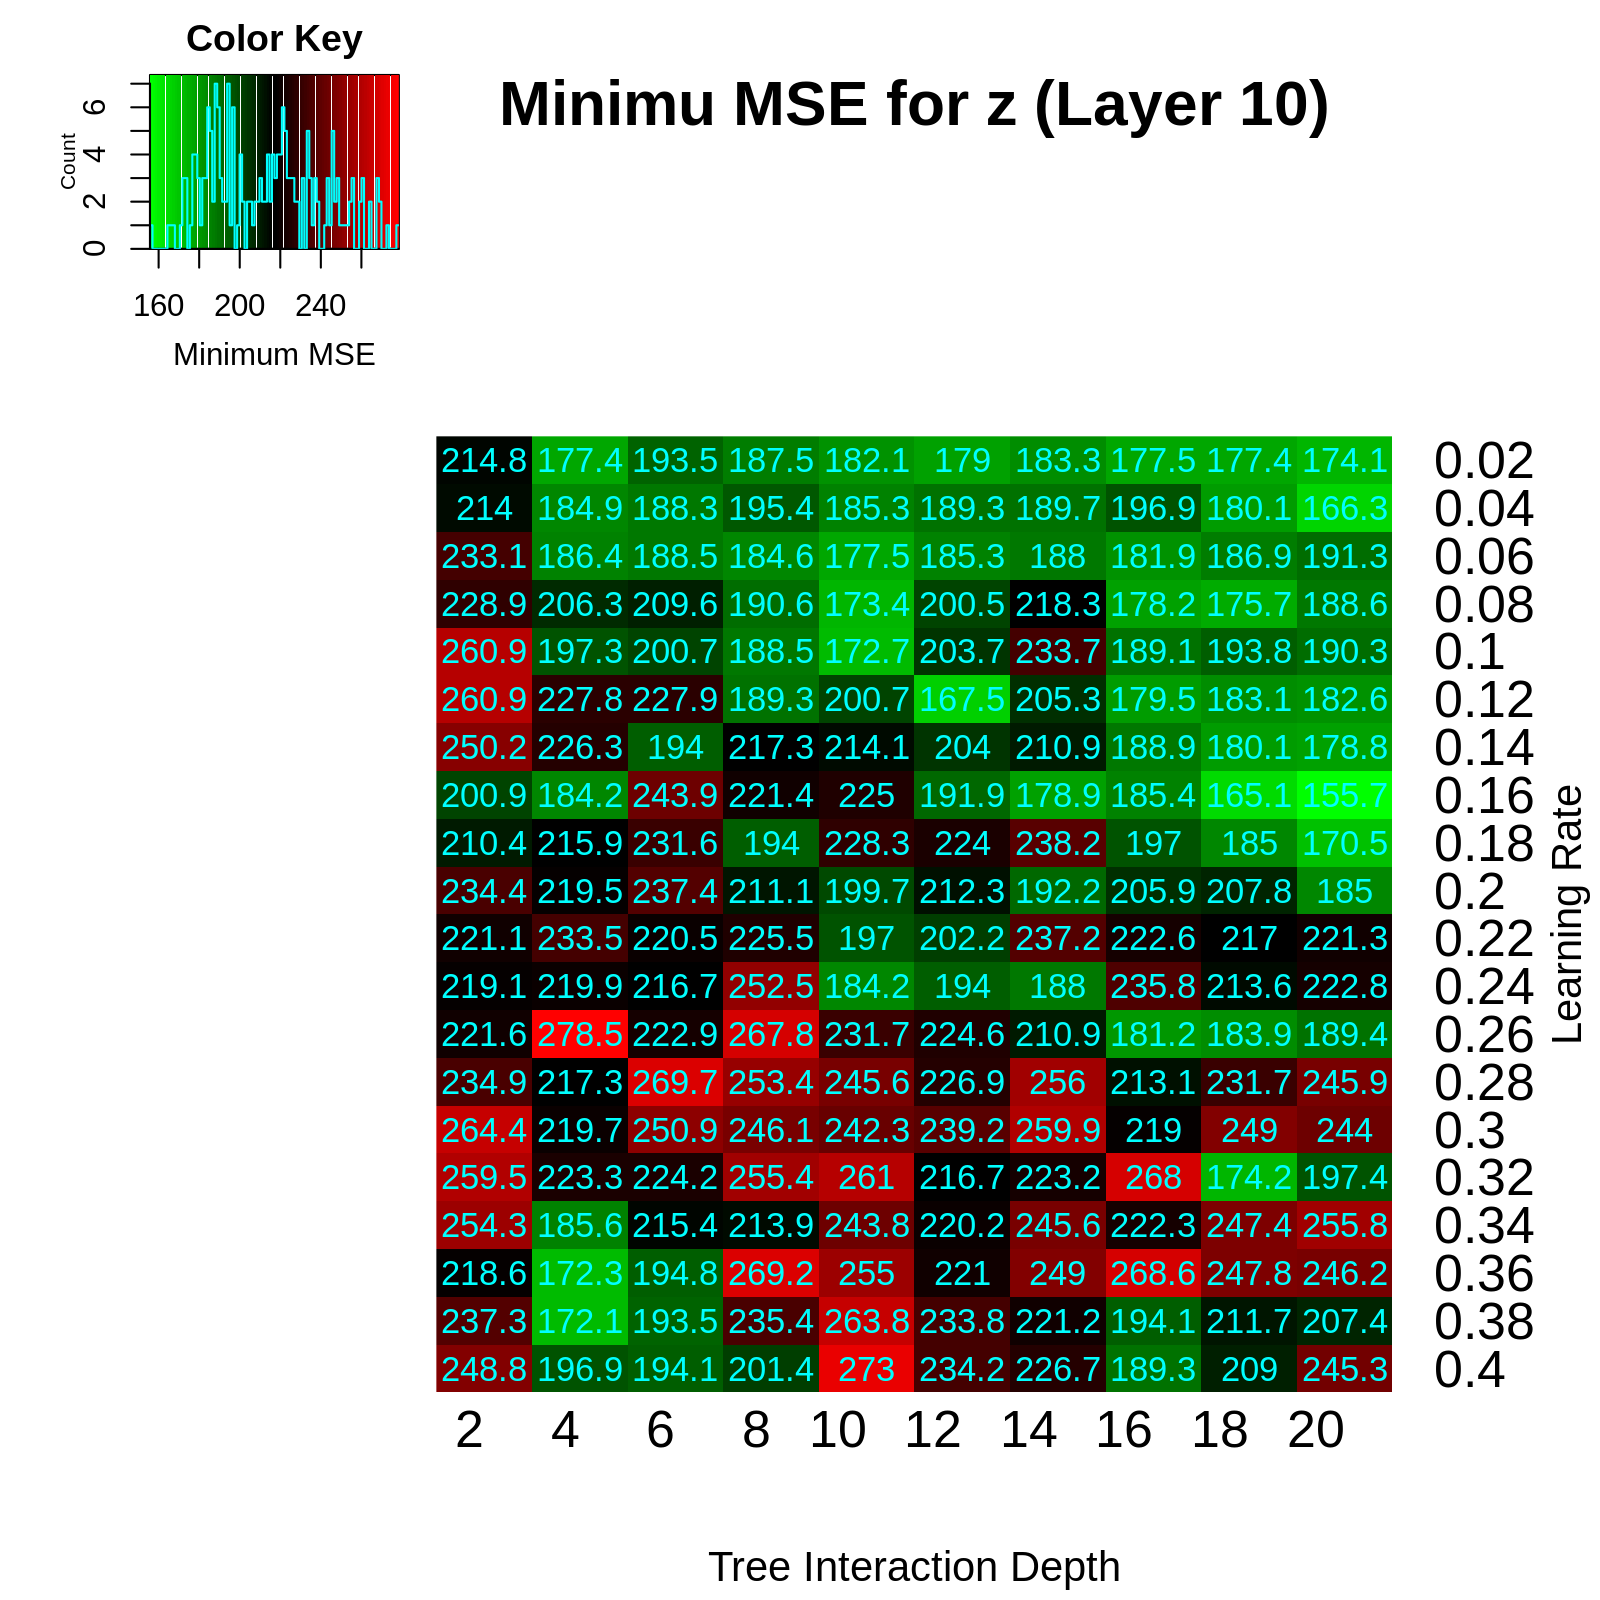 Color Key
Minimu MSE for z (Layer 10)
Count
0 2 4 6
160 200 240
Minimum MSE
214.8 177.4 193.5 187.5 182.1 179 183.3 177.5 177.4 174.1 0.02
214 184.9 188.3 195.4 185.3 189.3 189.7 196.9 180.1 166.3 0.04
233.1 186.4 188.5 184.6 177.5 185.3 188 181.9 186.9 191.3 0.06
228.9 206.3 209.6 190.6 173.4 200.5 218.3 178.2 175.7 188.6 0.08
260.9 197.3 200.7 188.5 172.7 203.7 233.7 189.1 193.8 190.3 0.1
260.9 227.8 227.9 189.3 200.7 167.5 205.3 179.5 183.1 182.6 0.12
250.2 226.3 194 217.3 214.1 204 210.9 188.9 180.1 178.8 0.14
200.9 184.2 243.9 221.4 225 191.9 178.9 185.4 165.1 155.7 0.16
210.4 215.9 231.6 194 228.3 224 238.2 197 185 170.5 0.18
234.4 219.5 237.4 211.1 199.7 212.3 192.2 205.9 207.8 185 0.2
221.1 233.5 220.5 225.5 197 202.2 237.2 222.6 217 221.3 0.22
219.1 219.9 216.7 252.5 184.2 194 188 235.8 213.6 222.8 0.24
221.6 278.5 222.9 267.8 231.7 224.6 210.9 181.2 183.9 189.4 0.26
234.9 217.3 269.7 253.4 245.6 226.9 256 213.1 231.7 245.9 0.28
264.4 219.7 250.9 246.1 242.3 239.2 259.9 219 249 244 0.3
259.5 223.3 224.2 255.4 261 216.7 223.2 268 174.2 197.4 0.32
254.3 185.6 215.4 213.9 243.8 220.2 245.6 222.3 247.4 255.8 0.34
218.6 172.3 194.8 269.2 255 221 249 268.6 247.8 246.2 0.36
237.3 172.1 193.5 235.4 263.8 233.8 221.2 194.1 211.7 207.4 0.38
248.8 196.9 194.1 201.4 273 234.2 226.7 189.3 209 245.3 0.4
Learning Rate
2 4 6 8 10 12 14 16 18 20
Tree Interaction Depth